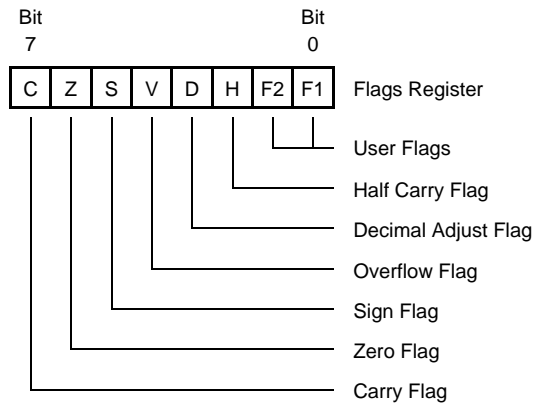 Bit Bit
7 0
C Z S V D H F2 F1 Flags Register
User Flags
Half Carry Flag
Decimal Adjust Flag
Overflow Flag
Sign Flag
Zero Flag
Carry Flag